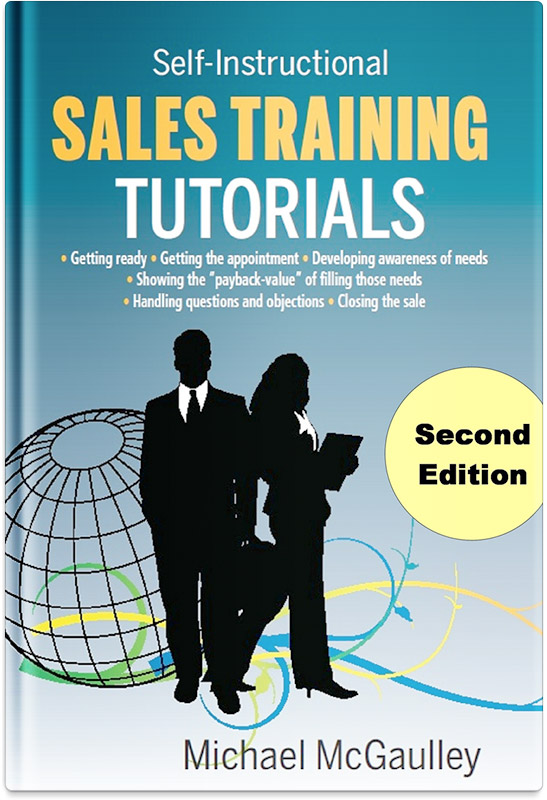 Self-Instructional
SALES TRAINING
TUTORIALS
• Getting ready • Getting the appointment • Developing awareness of needs
• Showing the "payback-value" of filling those needs
• Handling questions and objections • Closing the sale
Second
Edition
Michael McGaulley